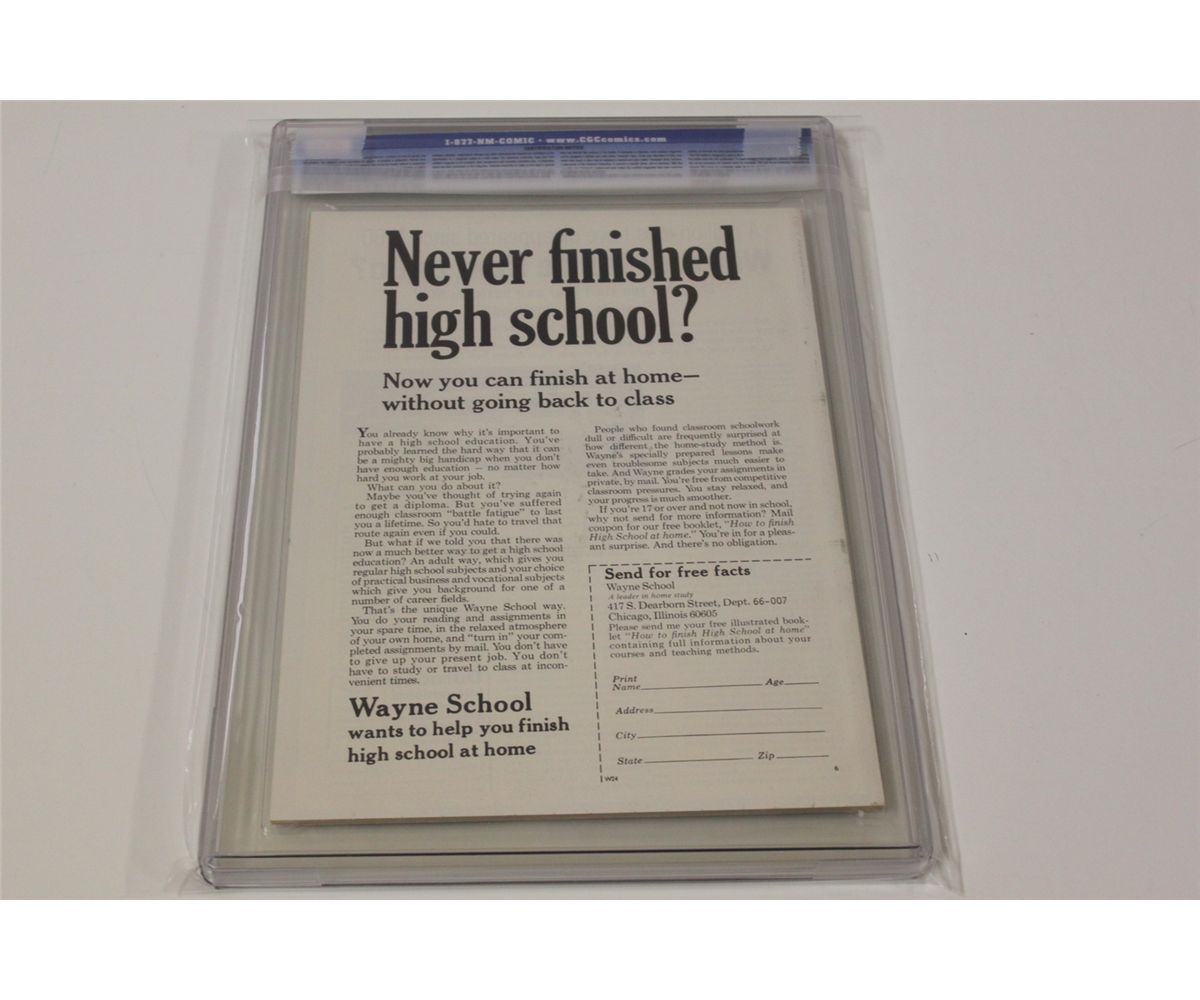 1-877-NM-COMIC • www.CGCcomics.com
Never finished
high school?
Now you can finish at home—
without going back to class
You already know why it's important to
have a high school education. You've
probably learned the hard way that it can
be a mighty big handicap when you don't
have enough education – no matter how
hard you work at your job.
What can you do about it?
Maybe you've thought of trying again
to get a diploma. But you've suffered
enough classroom "battle fatigue" to last
you a lifetime. So you'd hate to travel that
route again even if you could.
But what if we told you that there was
now a much better way to get a high school
education? An adult way, which gives you
regular high school subjects and your choice
of practical business and vocational subjects
which give you background for one of a
number of career fields.
That's the unique Wayne School way.
You do your reading and assignments in
your spare time, in the relaxed atmosphere
of your own home, and "turn in" your com-
pleted assignments by mail. You don't have
to give up your present job. You don't
have to study or travel to class at incon-
venient times.
Wayne School
wants to help you finish
high school at home
People who found classroom schoolwork
dull or difficult are frequently surprised at
how different the home-study method is.
Wayne's specially prepared lessons make
even troublesome subjects much easier to
take. And Wayne grades your assignments in
private, by mail. You're free from competitive
classroom pressures. You stay relaxed, and
your progress is much smoother.
If you're 17 or over and not now in school,
why not send for more information? Mail
coupon for our free booklet, "How to finish
High School at home." You're in for a pleas-
ant surprise. And there's no obligation.
Send for free facts
Wayne School
A leader in home study
417 S. Dearborn Street, Dept. 66-007
Chicago, Illinois 60605
Please send me your free illustrated book-
let "How to finish High School at home"
containing full information about your
courses and teaching methods.
Print
Name Age
Address
City
State Zip
W24
6